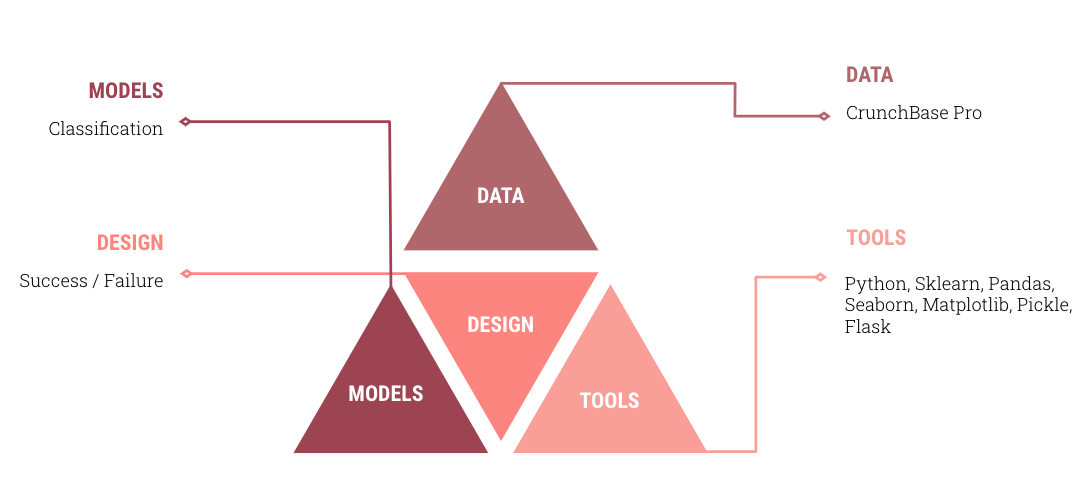 MODELS
Classification
DESIGN
Success / Failure
DATA
DESIGN
MODELS
TOOLS
DATA
CrunchBase Pro
TOOLS
Python, Sklearn, Pandas,
Seaborn, Matplotlib, Pickle,
Flask